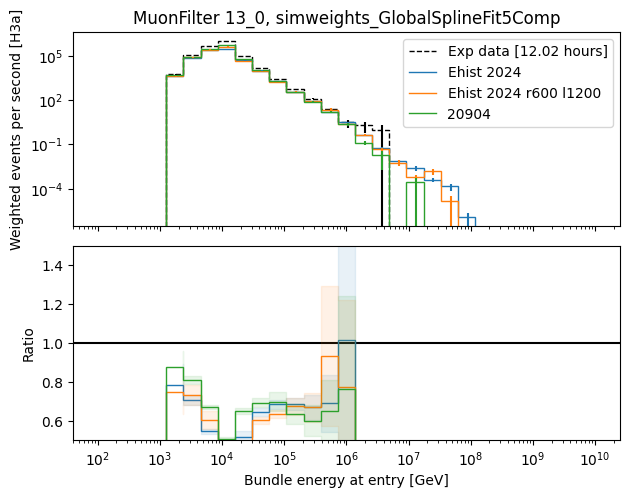 MuonFilter 13_0, simweights_GlobalSplineFit5Comp
Weighted events per second [H3a]
10^5
10^2
10^−1
10^−4
Exp data [12.02 hours]
Ehist 2024
Ehist 2024 r600 l1200
20904
Ratio
1.4
1.2
1.0
0.8
0.6
10^2 10^3 10^4 10^5 10^6 10^7 10^8 10^9 10^10
Bundle energy at entry [GeV]